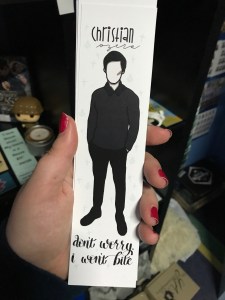 christian
ozera
don't worry,
i won't bite